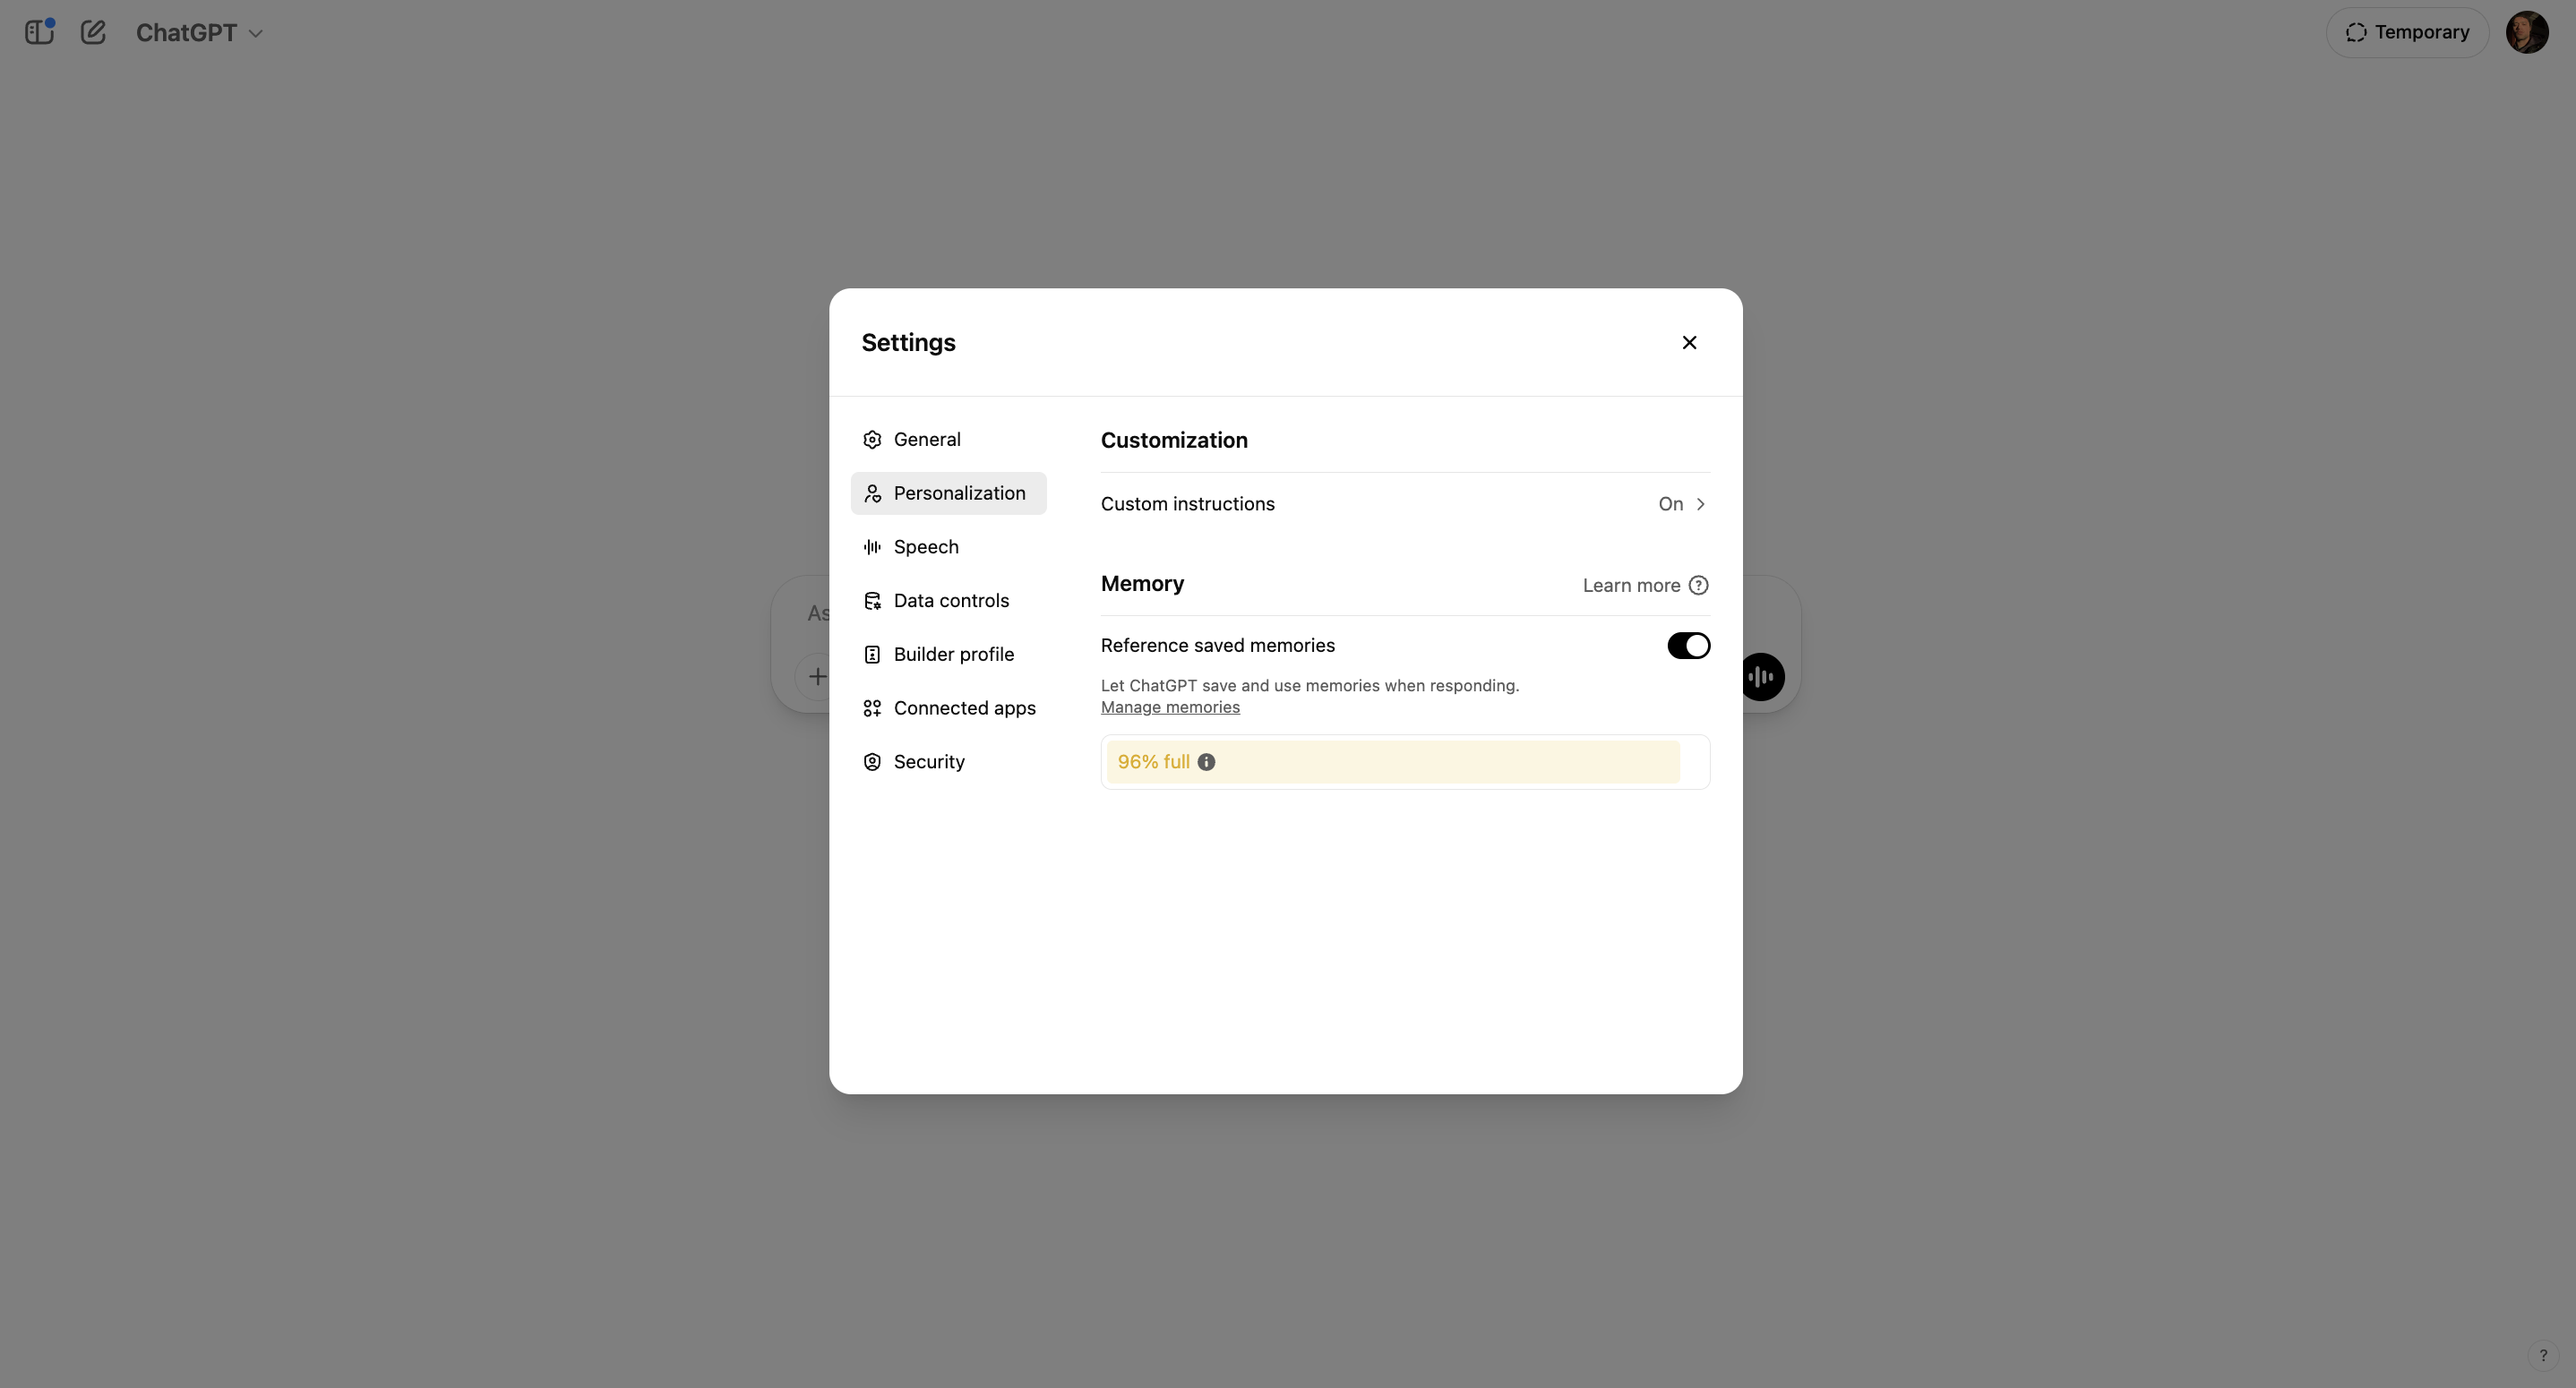 ChatGPT
Temporary
Settings
General
Personalization
Speech
Data controls
Builder profile
Connected apps
Security
Customization
Custom instructions
On
Memory
Learn more
Reference saved memories
Let ChatGPT save and use memories when responding.
Manage memories
96% full
As
?